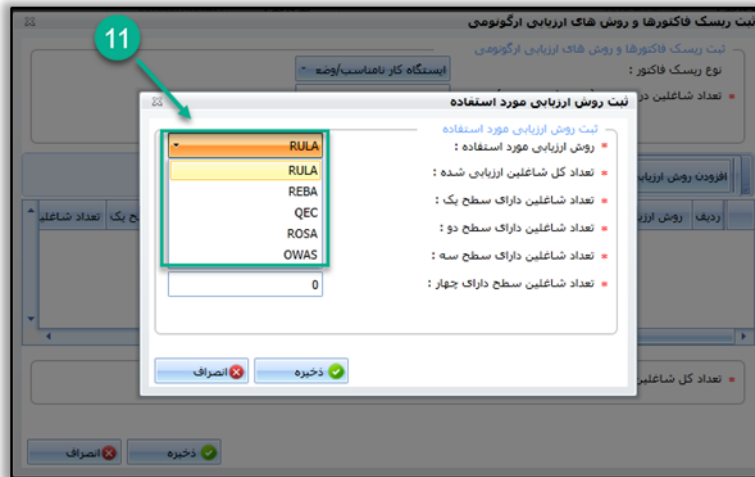 ثبت ریسک فاکتورها و روش های ارزیابی ارگونومی
ثبت ریسک فاکتورها و روش های ارزیابی ارگونومی
نوع ریسک فاکتور :
ایستگاه کار نامناسب/وضع
* تعداد شاغلین در
11
ثبت روش ارزیابی مورد استفاده
ثبت روش ارزیابی مورد استفاده
* روش ارزیابی مورد استفاده :
RULA
* تعداد کل شاغلین ارزیابی شده :
* تعداد شاغلین دارای سطح یک :
* تعداد شاغلین دارای سطح دو :
* تعداد شاغلین دارای سطح سه :
* تعداد شاغلین سطح دارای چهار :
RULA
REBA
QEC
ROSA
OWAS
0
ذخیره
انصراف
افزودن روش ارزیاب
ردیف
روش ارزی
ح یک
تعداد شاغلی
* تعداد کل شاغلین
ذخیره
انصراف